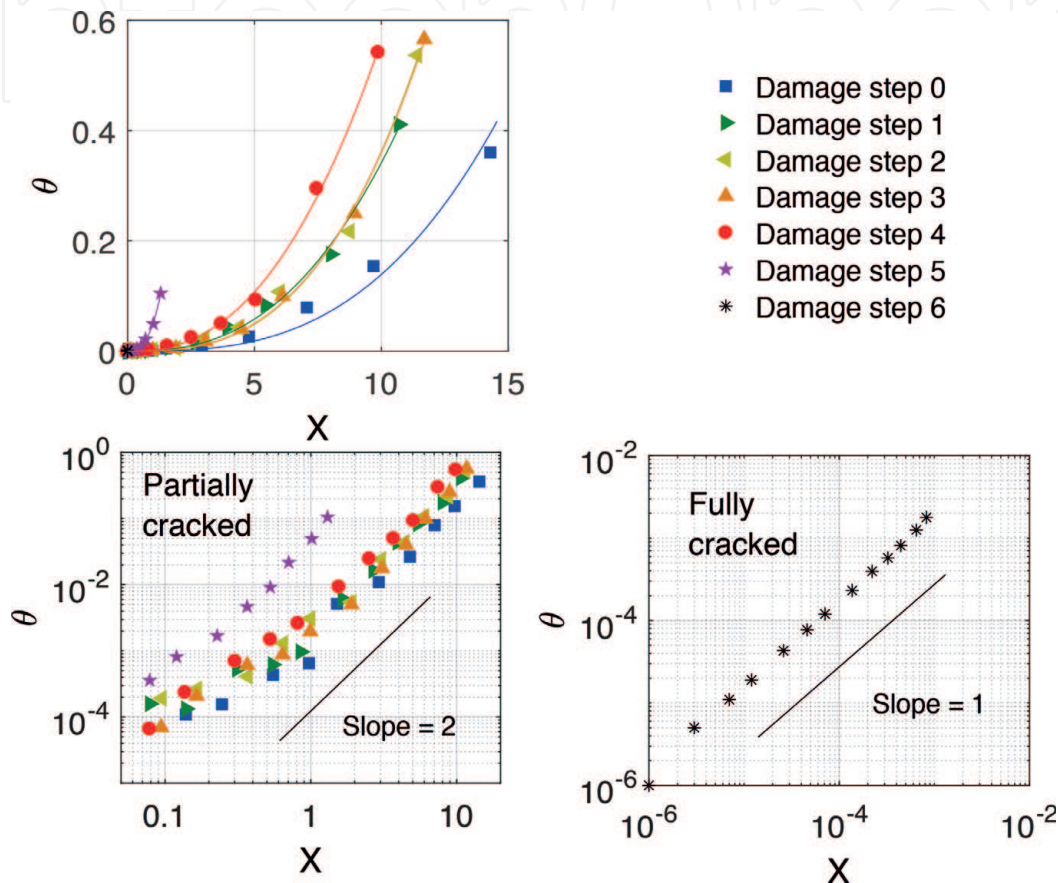 0.6
0.4
0.2
0
θ
0 5 10 15
X
Damage step 0
Damage step 1
Damage step 2
Damage step 3
Damage step 4
Damage step 5
Damage step 6
10^0
10^-2
10^-4
θ
Partially
cracked
Slope = 2
0.1 1 10
X
10^-2
10^-4
10^-6
θ
Fully
cracked
Slope = 1
10^-6 10^-4 10^-2
X